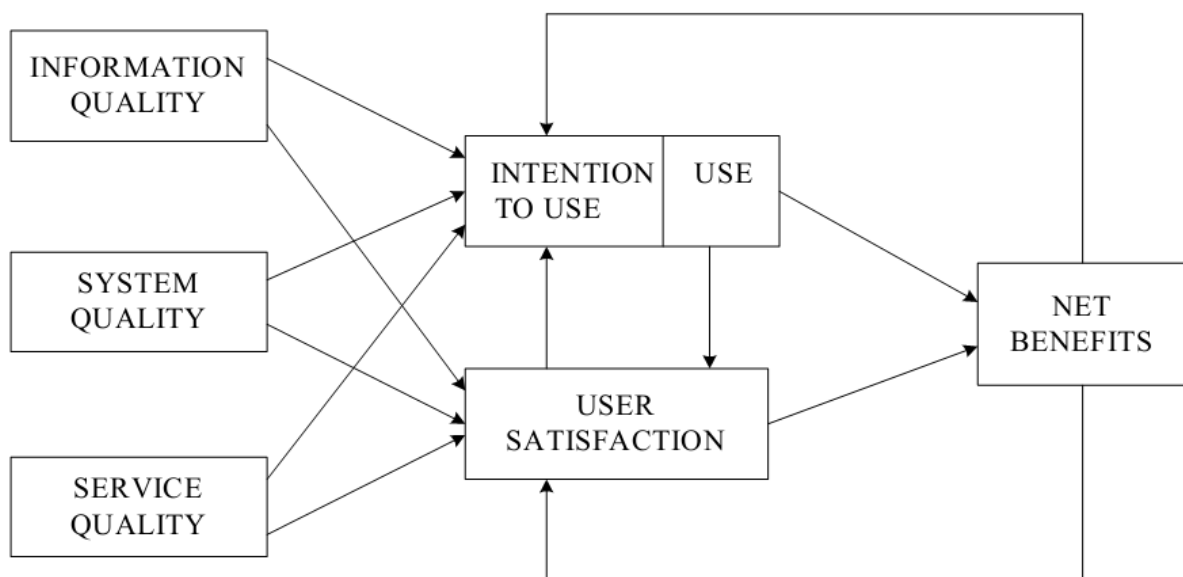 INFORMATION
QUALITY
SYSTEM
QUALITY
SERVICE
QUALITY
INTENTION
TO USE
USE
USER
SATISFACTION
NET
BENEFITS